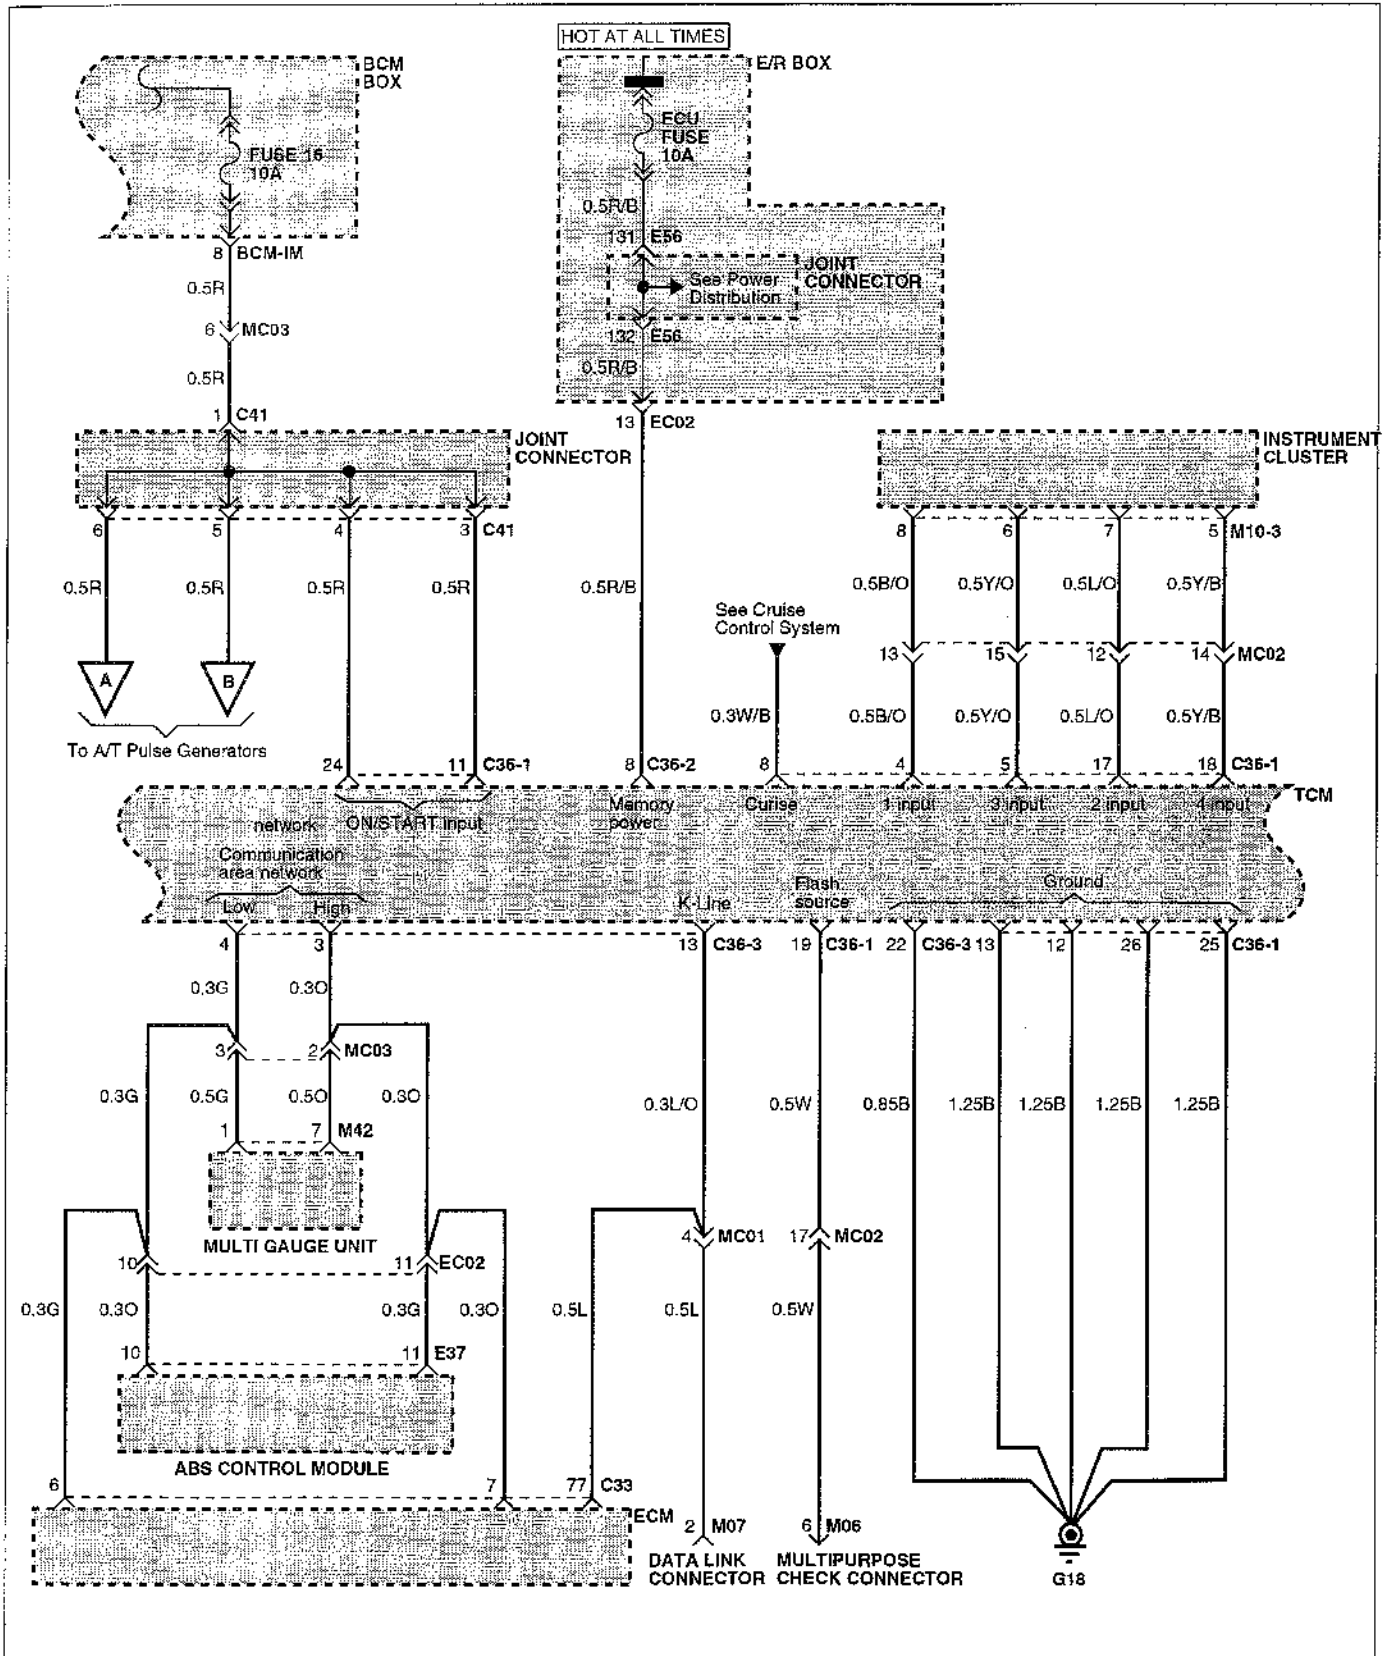 HOT AT ALL TIMES
BCM
BOX
E/R BOX
ECU
FUSE
10A
FUSE 16
10A
0.5R/B
131 E56
8 BCM-IM
JOINT
CONNECTOR
See Power
Distribution
0.5R
6 MC03
132 E56
0.5R/B
0.5R
1 C41
13 EC02
JOINT
CONNECTOR
INSTRUMENT
CLUSTER
6 5 4 3 C41
8 6 7 5 M10-3
0.5R 0.5R 0.5R 0.5R 0.5R/B
0.5B/O 0.5Y/O 0.5L/O 0.5Y/B
See Cruise
Control System
13 15 12 14 MC02
A B
0.3W/B 0.5B/O 0.5Y/O 0.5L/O 0.5Y/B
To A/T Pulse Generators
24 11 C36-1 8 C36-2 8 4 5 17 18 C36-1
TCM
Memory
power
Curise
1 input 3 input 2 input 4 input
network ON/START input
Communication
area network
Low High
K-Line
Flash
source
Ground
4 3 13 C36-3 19 C36-1 22 C36-3 13 12 26 25 C36-1
0.3G 0.3O
3 2 MC03
0.3G 0.5G 0.5O 0.3O
0.3L/O 0.5W 0.85B 1.25B 1.25B 1.25B 1.25B
1 7 M42
MULTI GAUGE UNIT
4 MC01 17 MC02
10 11 EC02
0.3G 0.3O 0.3G 0.3O 0.5L 0.5L 0.5W
10 11 E37
ABS CONTROL MODULE
6 7 77 C33
ECM
2 M07 6 M06
DATA LINK
CONNECTOR
MULTIPURPOSE
CHECK CONNECTOR
G18